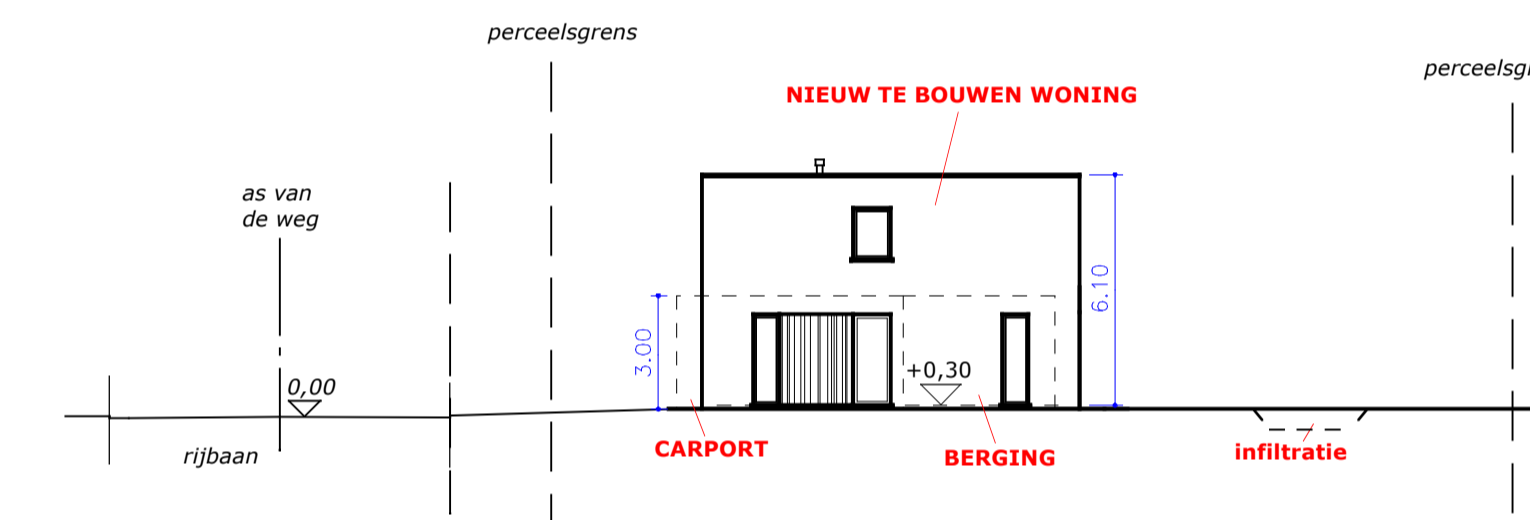 perceelsgrens
NIEUW TE BOUWEN WONING
as van
de weg
6.10
3.00
+0,30
0,00
rijbaan
CARPORT
BERGING
infiltratie